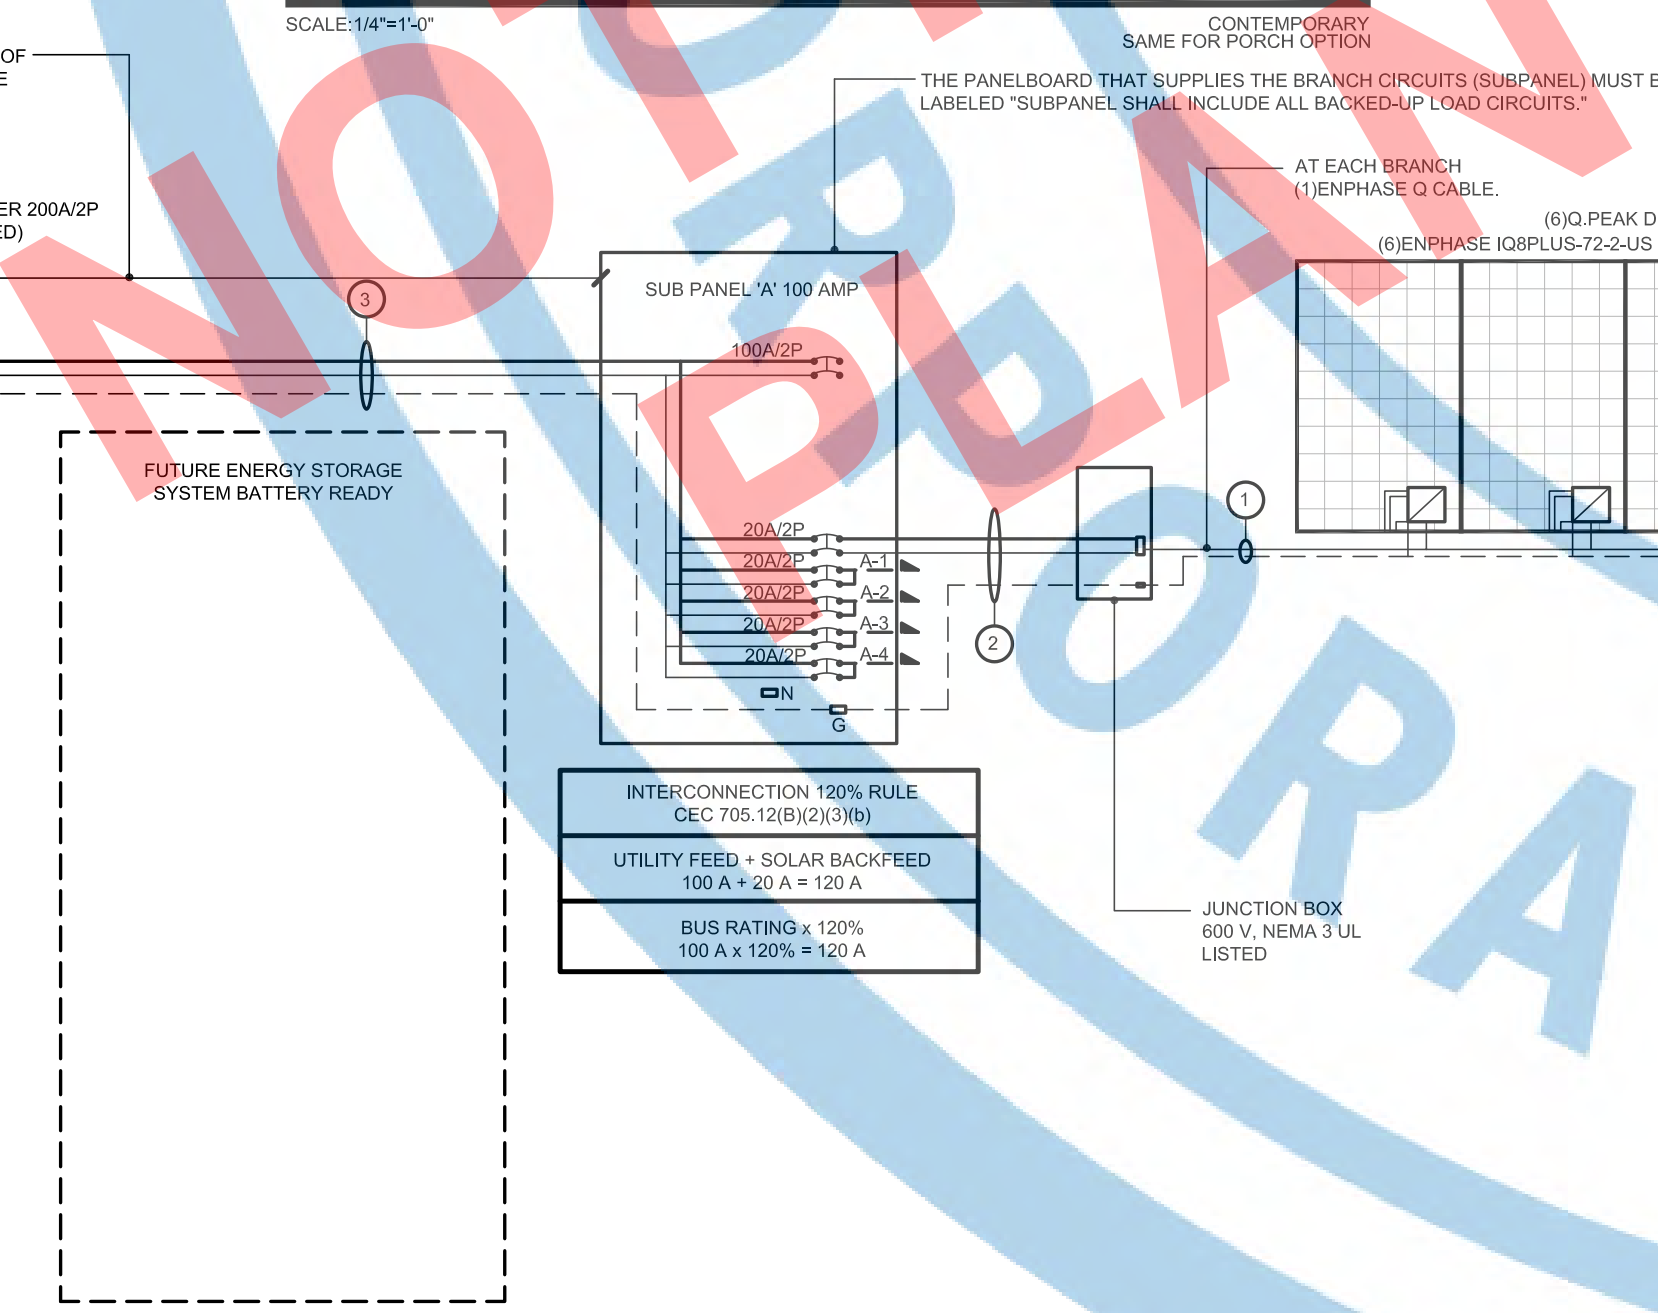 SCALE:1/4"=1'-0"
CONTEMPORARY
SAME FOR PORCH OPTION
OF
E
THE PANELBOARD THAT SUPPLIES THE BRANCH CIRCUITS (SUBPANEL) MUST B
LABELED "SUBPANEL SHALL INCLUDE ALL BACKED-UP LOAD CIRCUITS."
AT EACH BRANCH
(1)ENPHASE Q CABLE.
ER 200A/2P
ED)
(6)Q.PEAK D
(6)ENPHASE IQ8PLUS-72-2-US
SUB PANEL 'A' 100 AMP
3
100A/2P
FUTURE ENERGY STORAGE
SYSTEM BATTERY READY
1
20A/2P
20A/2P A-1
20A/2P A-2
20A/2P A-3
20A/2P A-4
2
N
G
INTERCONNECTION 120% RULE
CEC 705.12(B)(2)(3)(b)
UTILITY FEED + SOLAR BACKFEED
100 A + 20 A = 120 A
BUS RATING x 120%
100 A x 120% = 120 A
JUNCTION BOX
600 V, NEMA 3 UL
LISTED
NOT
PLAN
RPORA